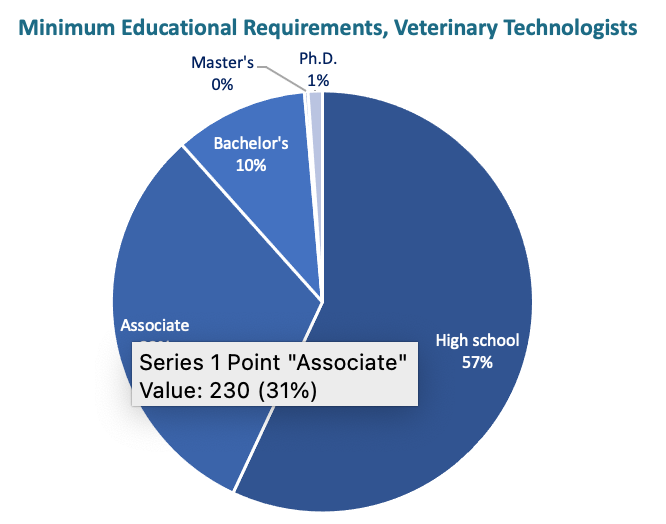 Minimum Educational Requirements, Veterinary Technologists
Master's
0%
Ph.D.
1%
Bachelor's
10%
Associate
High school
57%
Series 1 Point "Associate"
Value: 230 (31%)